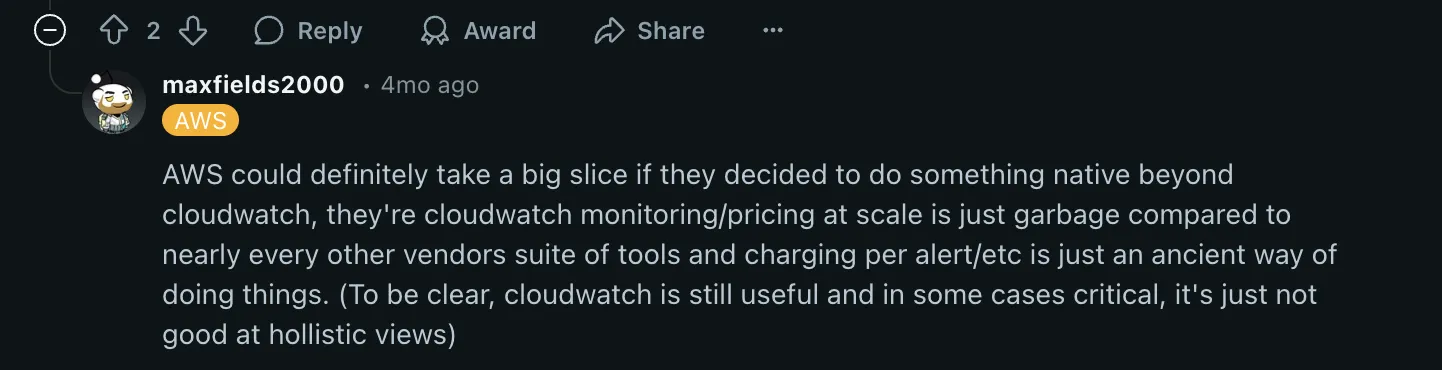 2 Reply Award Share
maxfields2000 • 4mo ago
AWS
AWS could definitely take a big slice if they decided to do something native beyond
cloudwatch, they're cloudwatch monitoring/pricing at scale is just garbage compared to
nearly every other vendors suite of tools and charging per alert/etc is just an ancient way of
doing things. (To be clear, cloudwatch is still useful and in some cases critical, it's just not
good at hollistic views)